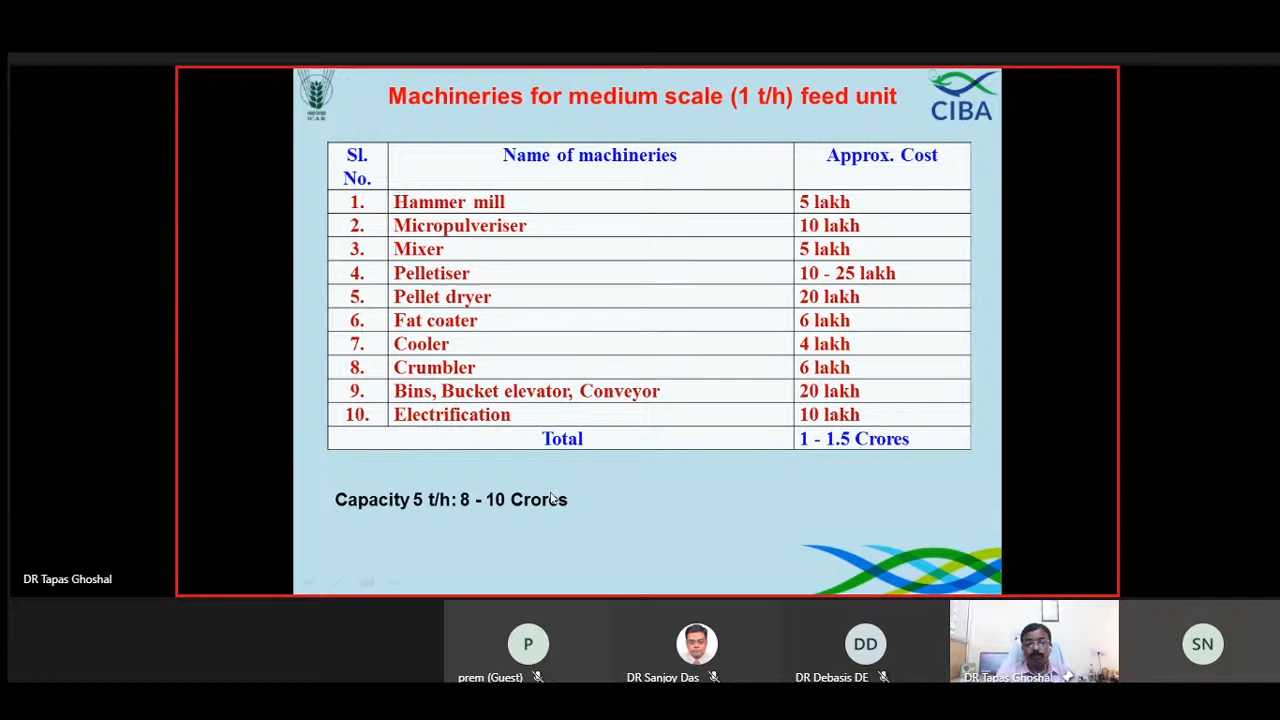 Machineries for medium scale (1 t/h) feed unit
CIBA
Sl. No. Name of machineries Approx. Cost
1. Hammer mill 5 lakh
2. Micropulveriser 10 lakh
3. Mixer 5 lakh
4. Pelletiser 10 - 25 lakh
5. Pellet dryer 20 lakh
6. Fat coater 6 lakh
7. Cooler 4 lakh
8. Crumbler 6 lakh
9. Bins, Bucket elevator, Conveyor 20 lakh
10. Electrification 10 lakh
Total 1 - 1.5 Crores
Capacity 5 t/h: 8 - 10 Crores
DR Tapas Ghoshal
P
DD
SN
prem (Guest)
DR Sanjoy Das
DR Debasis DE
DR Tapas Ghoshal